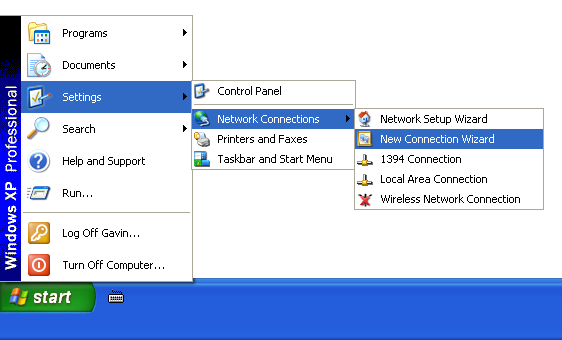 Windows XP Professional
Programs
Documents
Settings
Search
Help and Support
Run...
Log Off Gavin...
Turn Off Computer...
Control Panel
Network Connections
Printers and Faxes
Taskbar and Start Menu
Network Setup Wizard
New Connection Wizard
1394 Connection
Local Area Connection
Wireless Network Connection
start